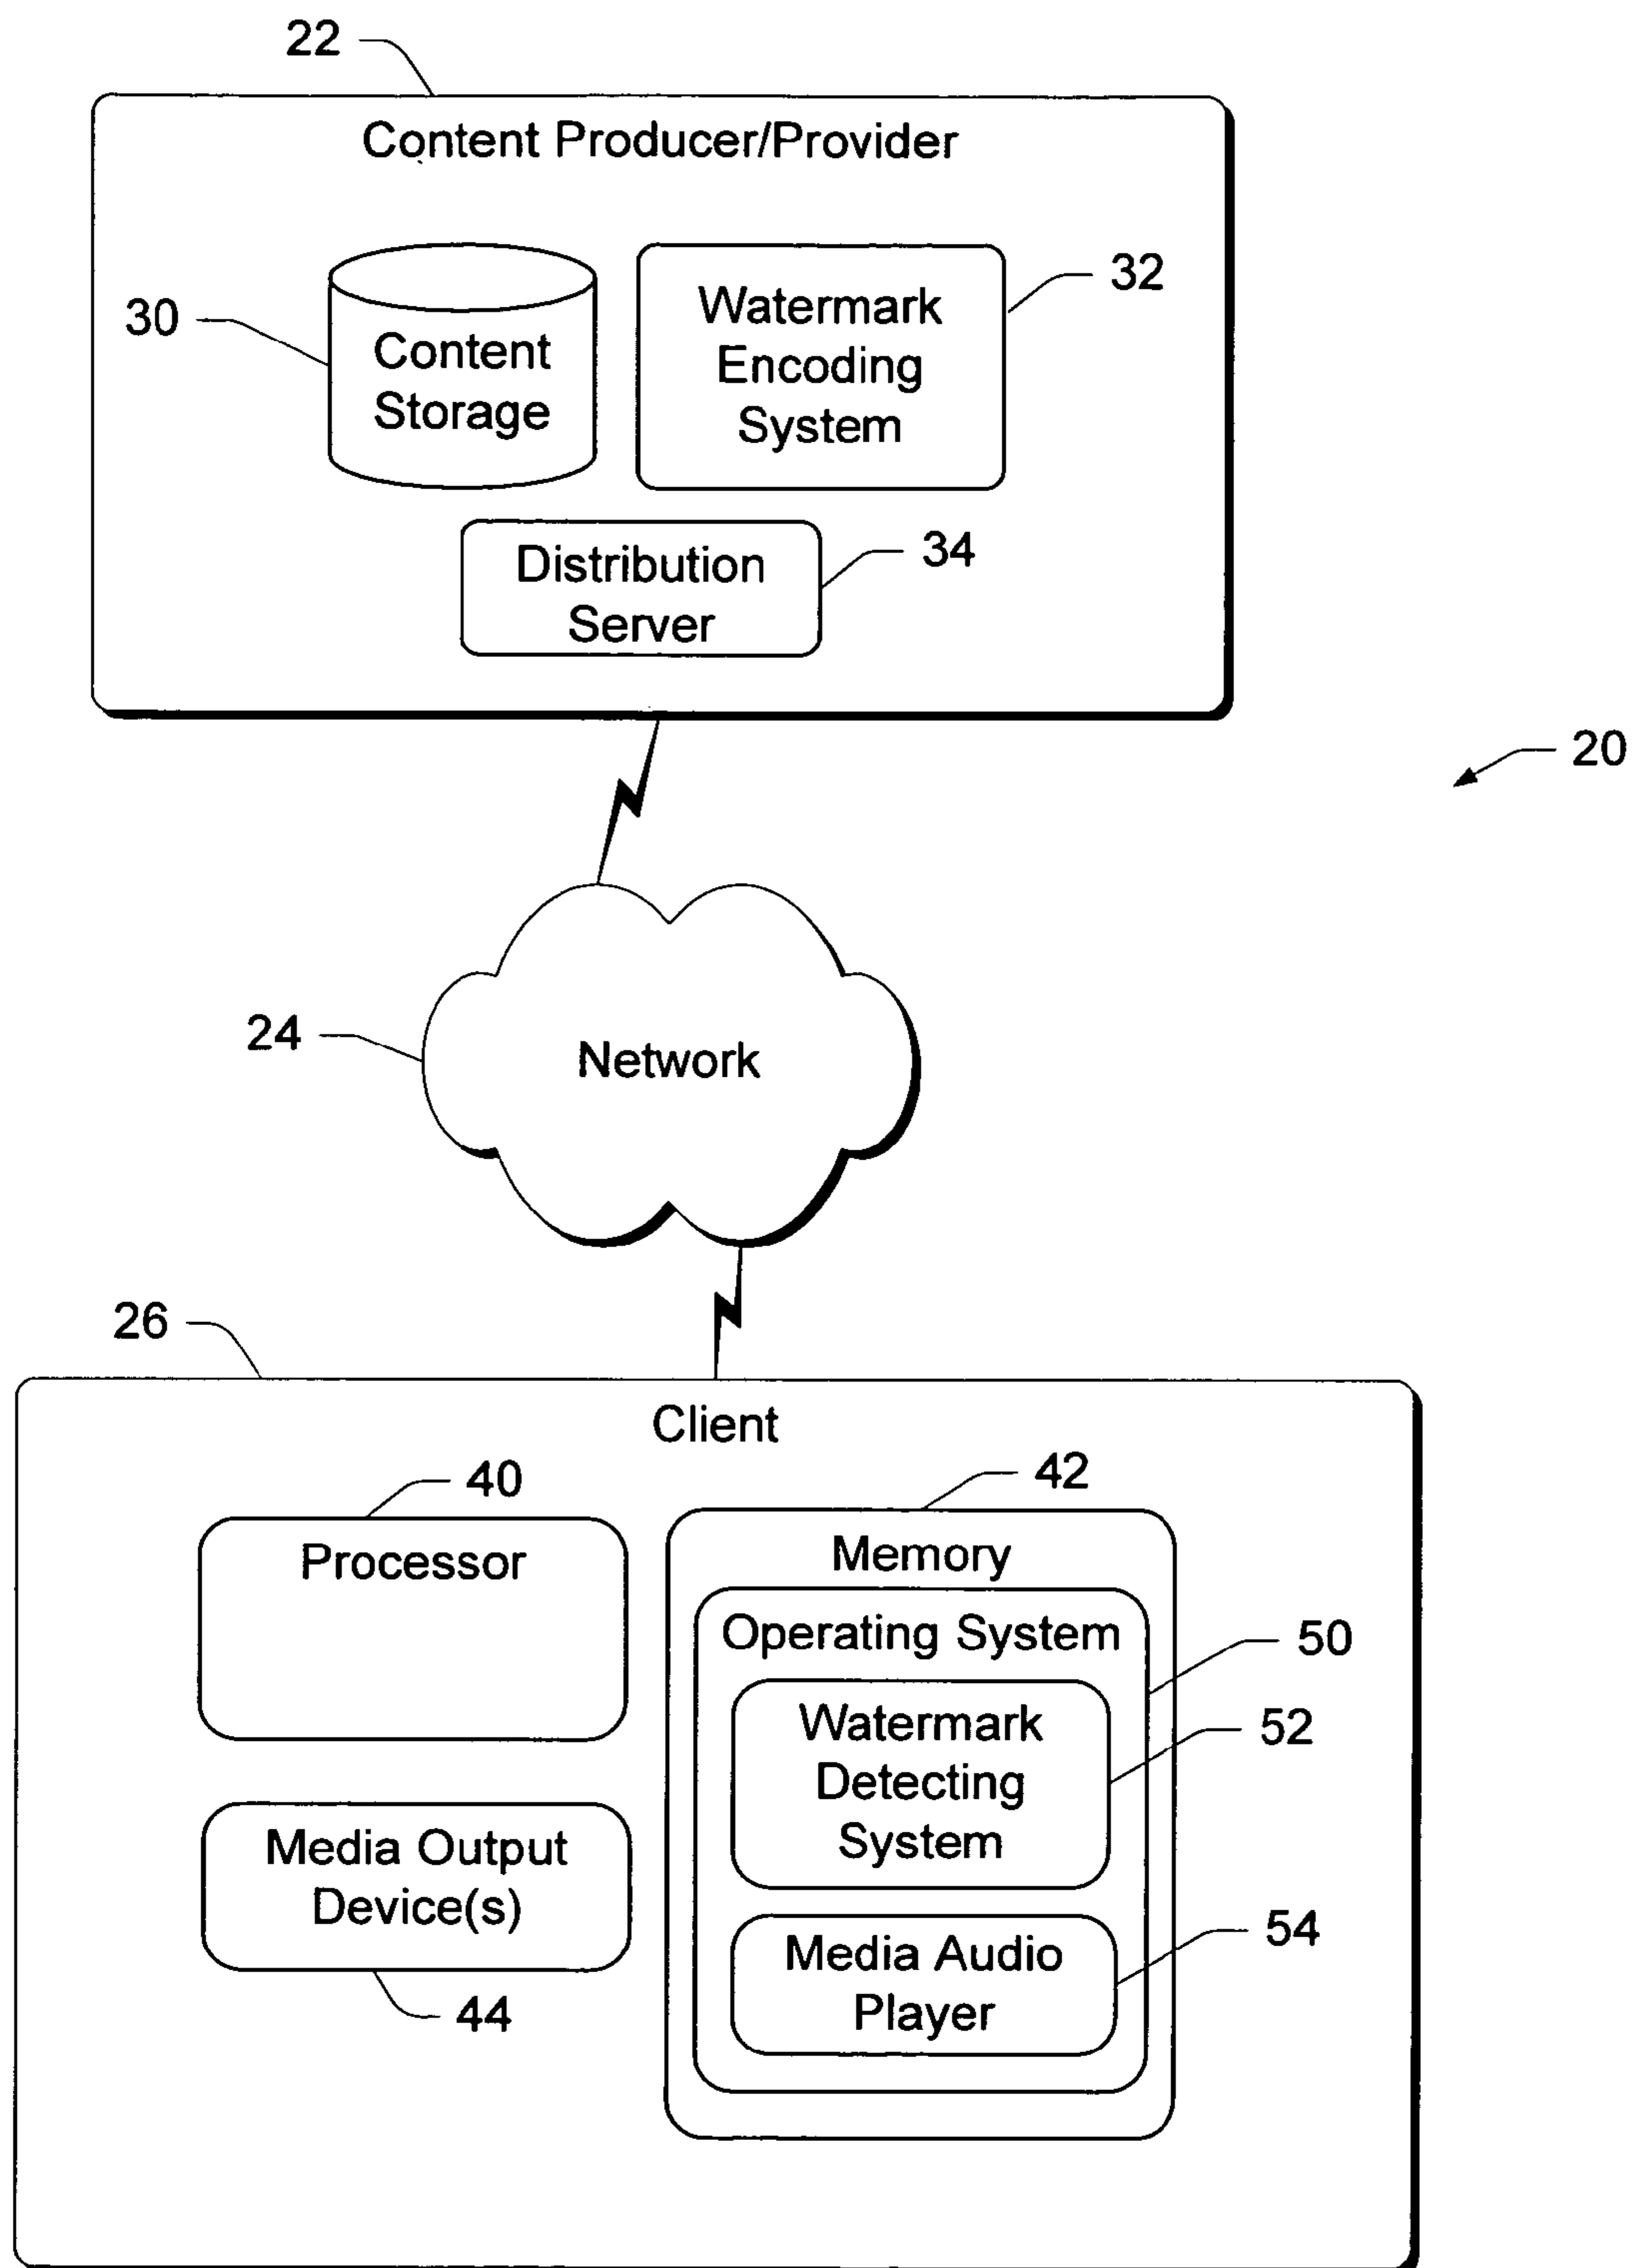 22
Content Producer/Provider
30
Content
Storage
Watermark
Encoding
System
32
Distribution
Server
34
20
24
Network
26
Client
40
Processor
42
Memory
Operating System
50
Watermark
Detecting
System
52
Media Output
Device(s)
44
Media Audio
Player
54